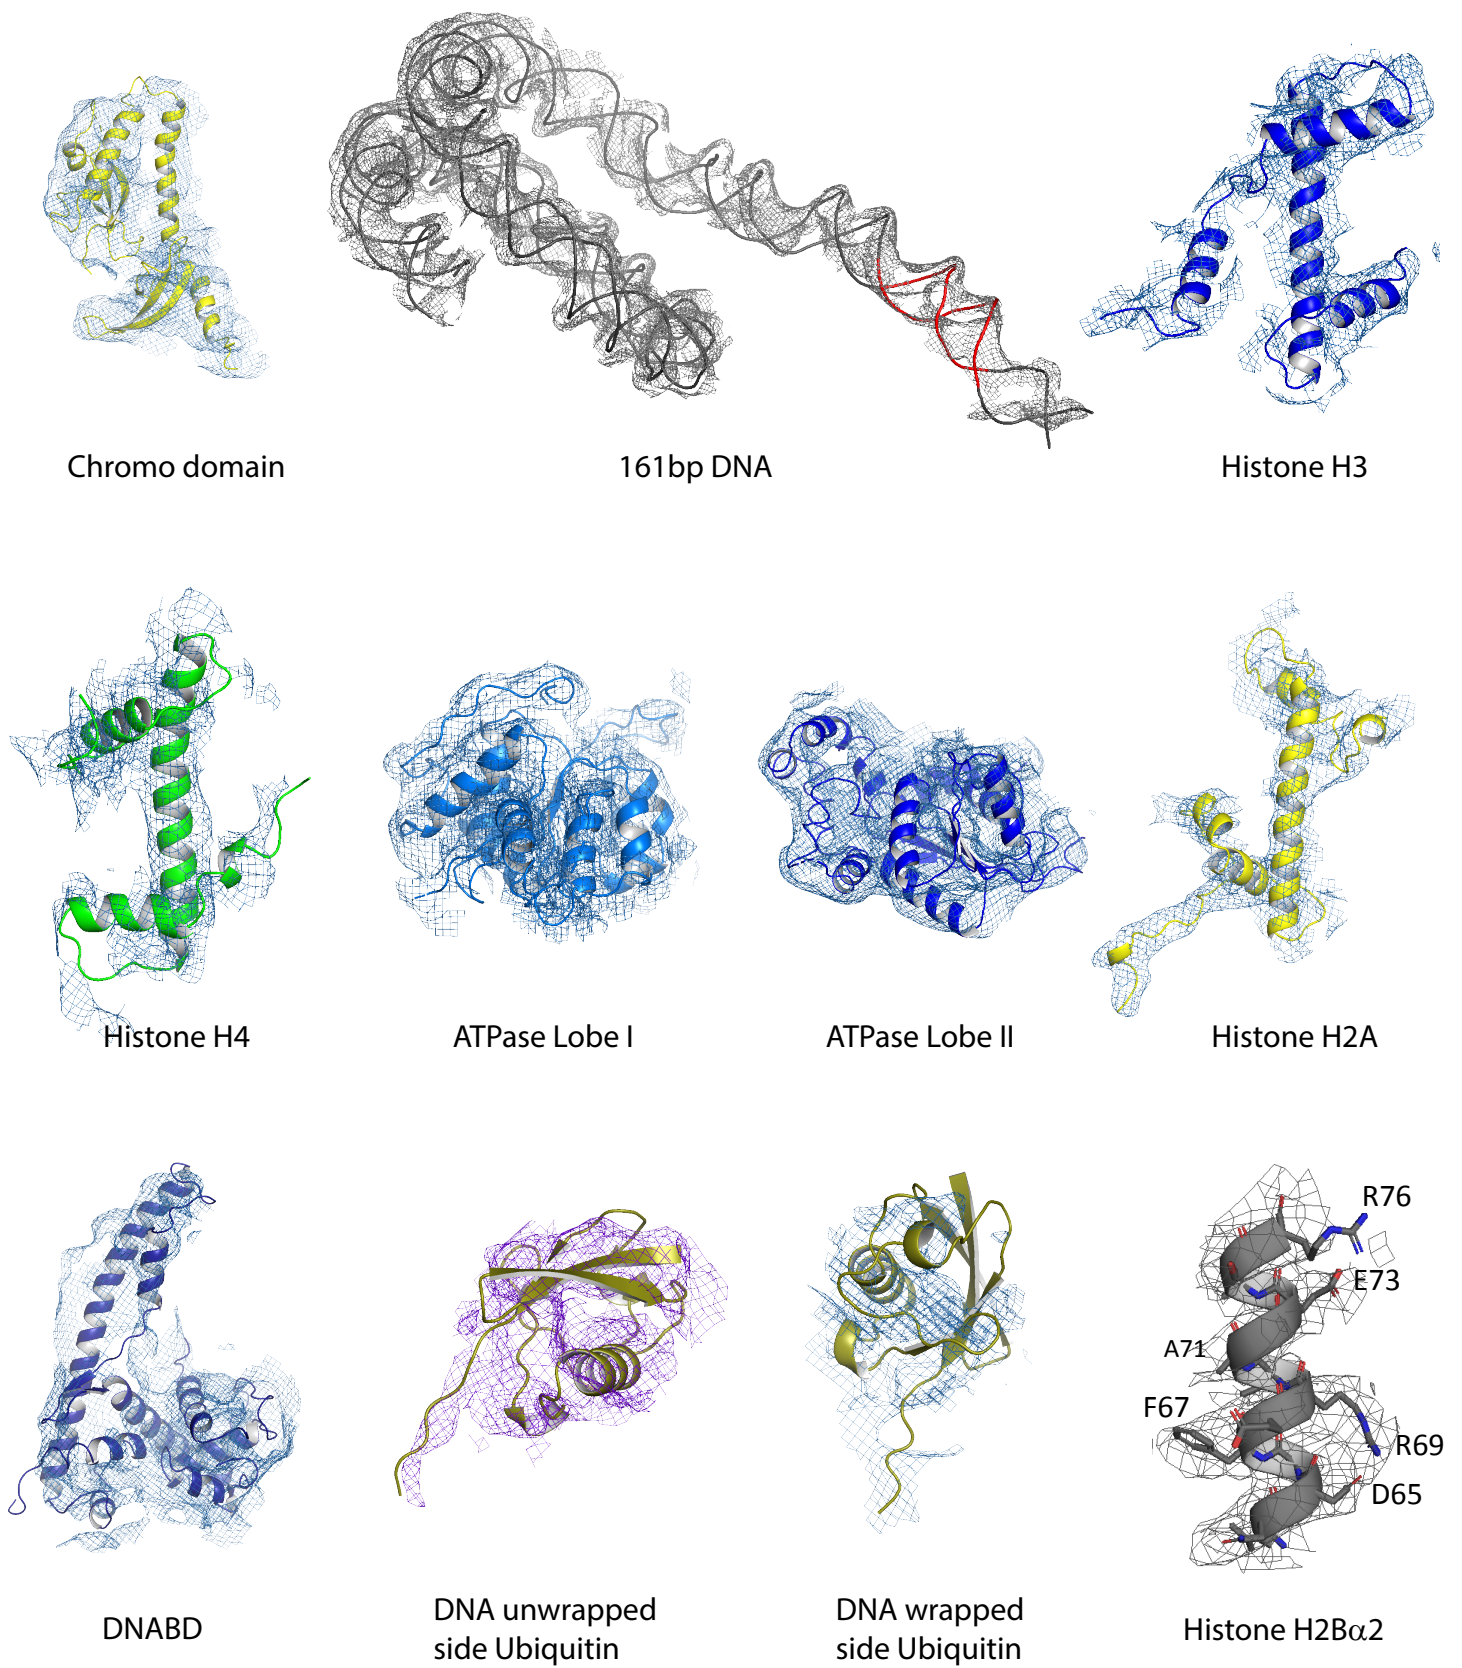 Chromo domain
161bp DNA
Histone H3
Histone H4
ATPase Lobe I
ATPase Lobe II
Histone H2A
R76
E73
A71
F67
R69
D65
DNABD
DNA unwrapped
side Ubiquitin
DNA wrapped
side Ubiquitin
Histone H2Bα2